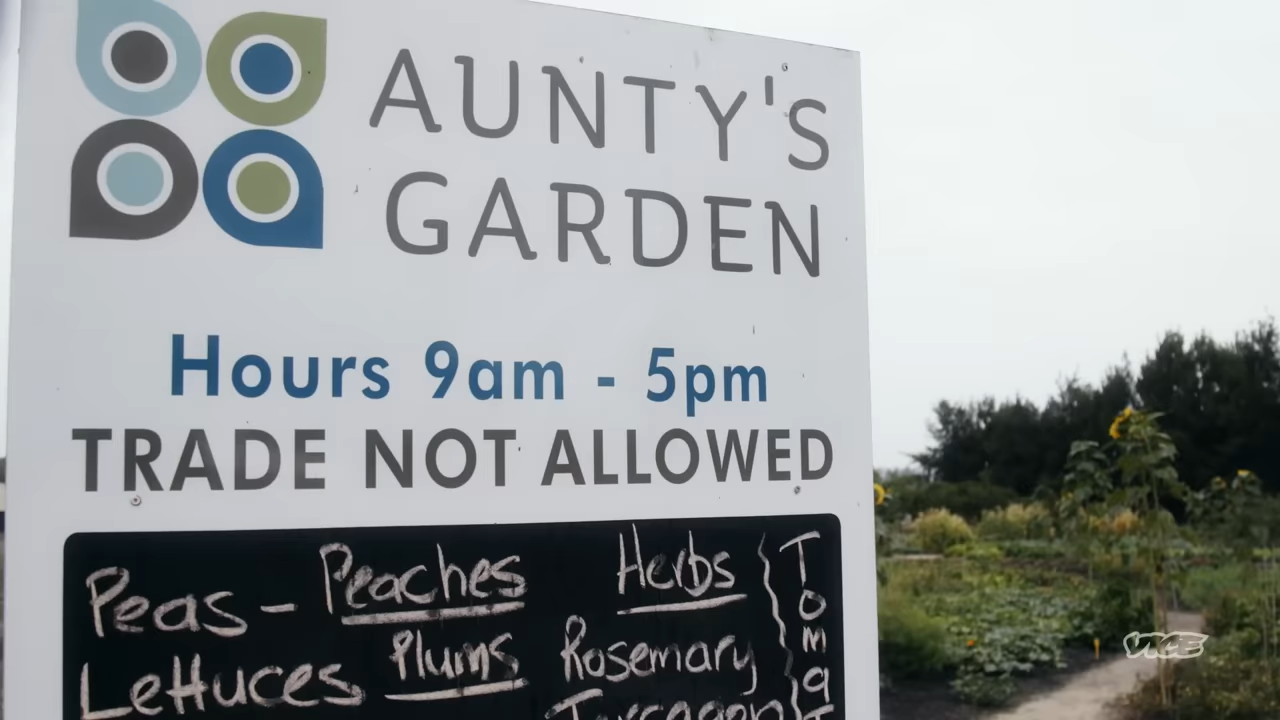 AUNTY'S
GARDEN
Hours 9am - 5pm
TRADE NOT ALLOWED
Peas - Peaches Herbs
Lettuces Plums Rosemary
VICE